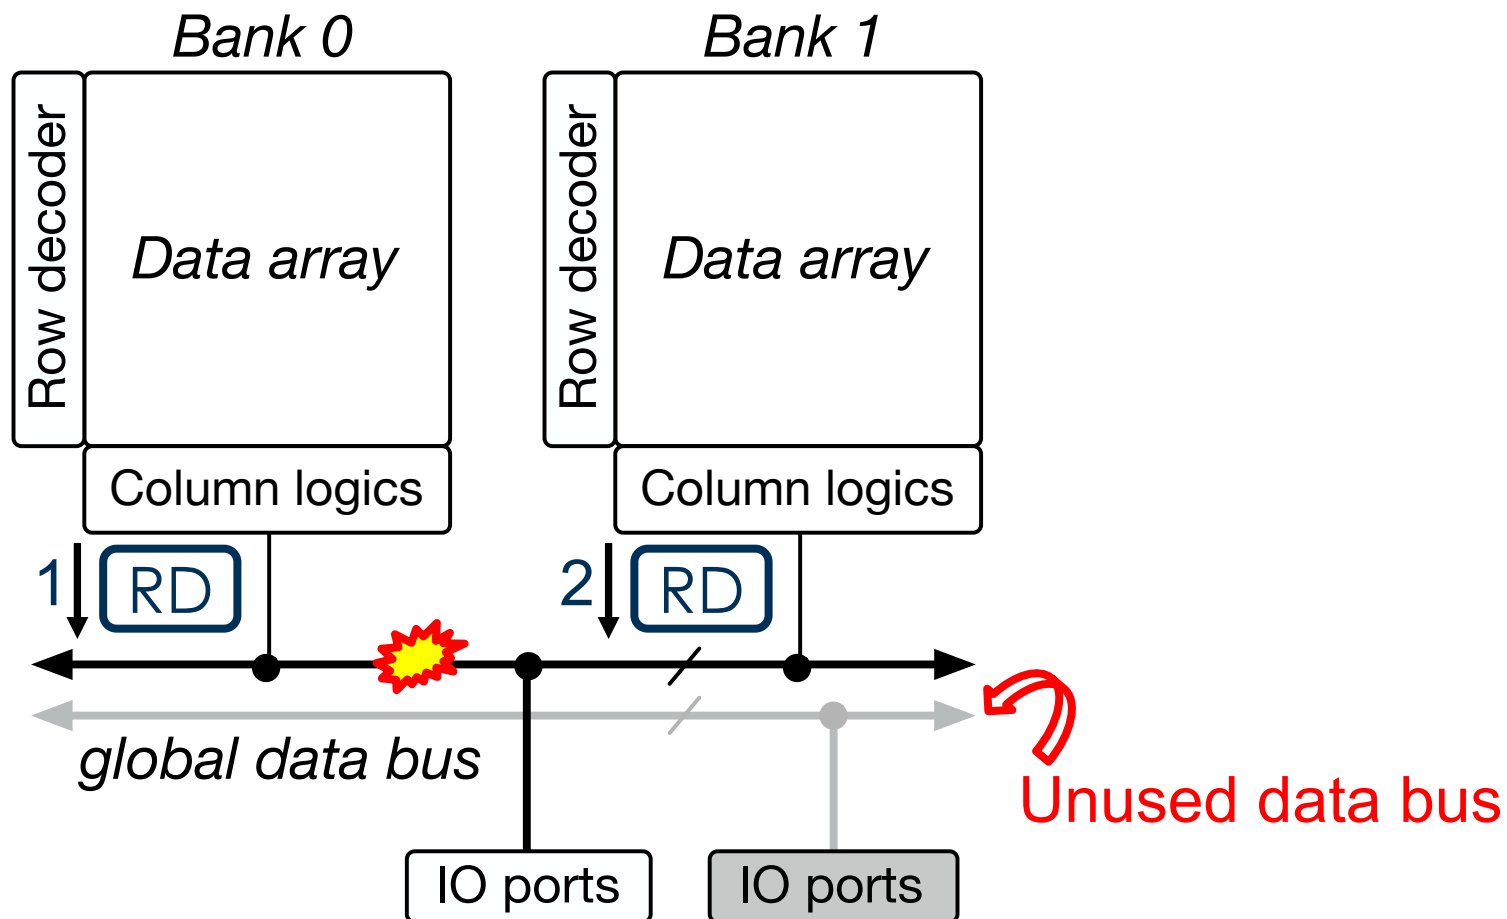 Bank 0
Bank 1
Row decoder
Data array
Row decoder
Data array
Column logics
Column logics
1
RD
2
RD
global data bus
Unused data bus
IO ports
IO ports